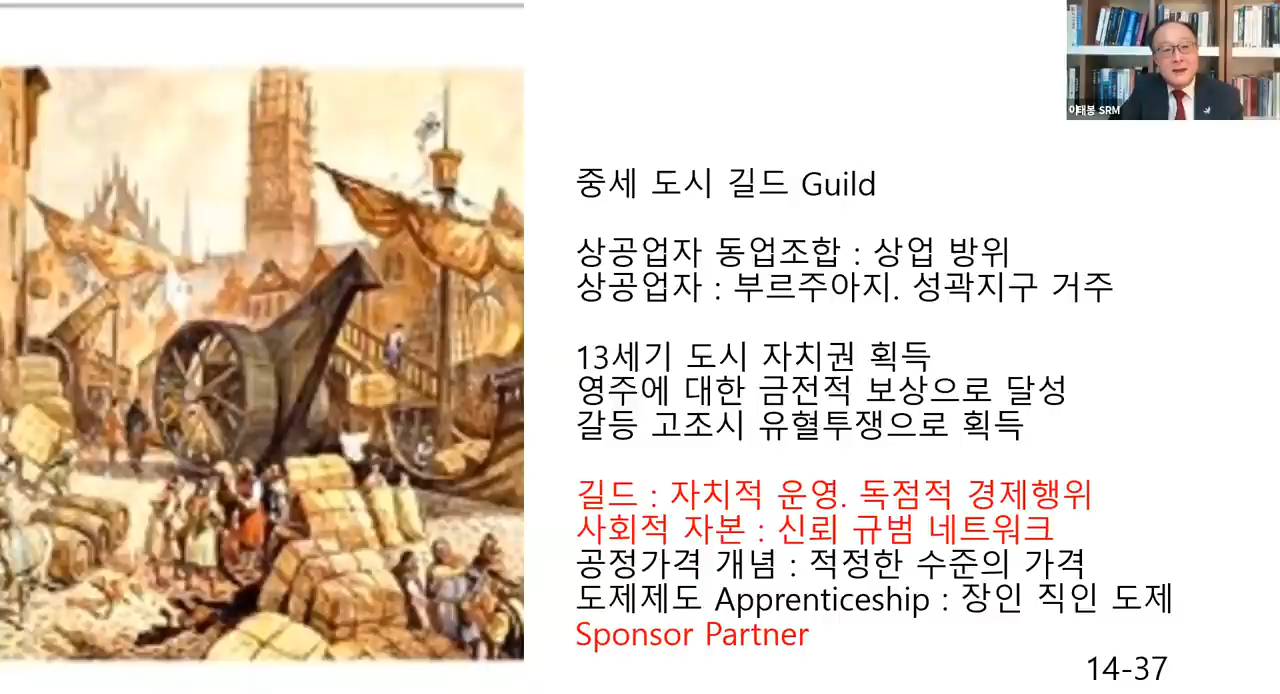 이태봉 SRM
중세 도시 길드 Guild
상공업자 동업조합 : 상업 방위
상공업자 : 부르주아지. 성곽지구 거주
13세기 도시 자치권 획득
영주에 대한 금전적 보상으로 달성
갈등 고조시 유혈투쟁으로 획득
길드 : 자치적 운영. 독점적 경제행위
사회적 자본 : 신뢰 규범 네트워크
공정가격 개념 : 적정한 수준의 가격
도제제도 Apprenticeship : 장인 직인 도제
Sponsor Partner
14-37